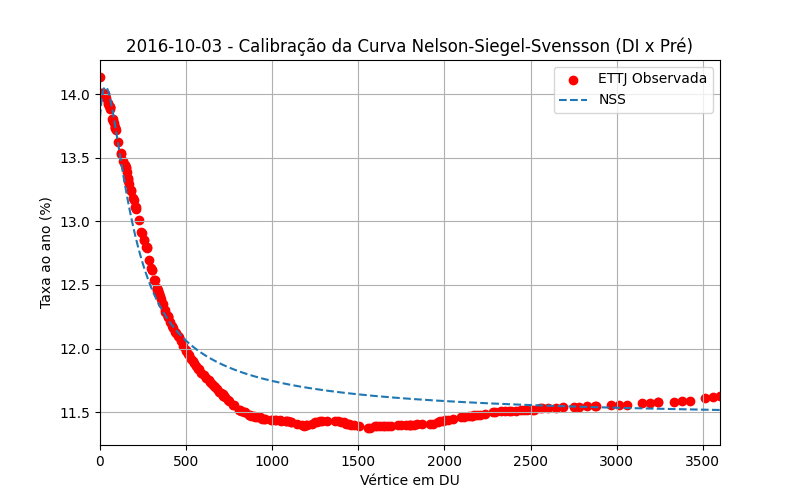 2016-10-03 - Calibração da Curva Nelson-Siegel-Svensson (DI x Pré)
ETTJ Observada
NSS
Taxa ao ano (%)
14.0
13.5
13.0
12.5
12.0
11.5
0 500 1000 1500 2000 2500 3000 3500
Vértice em DU